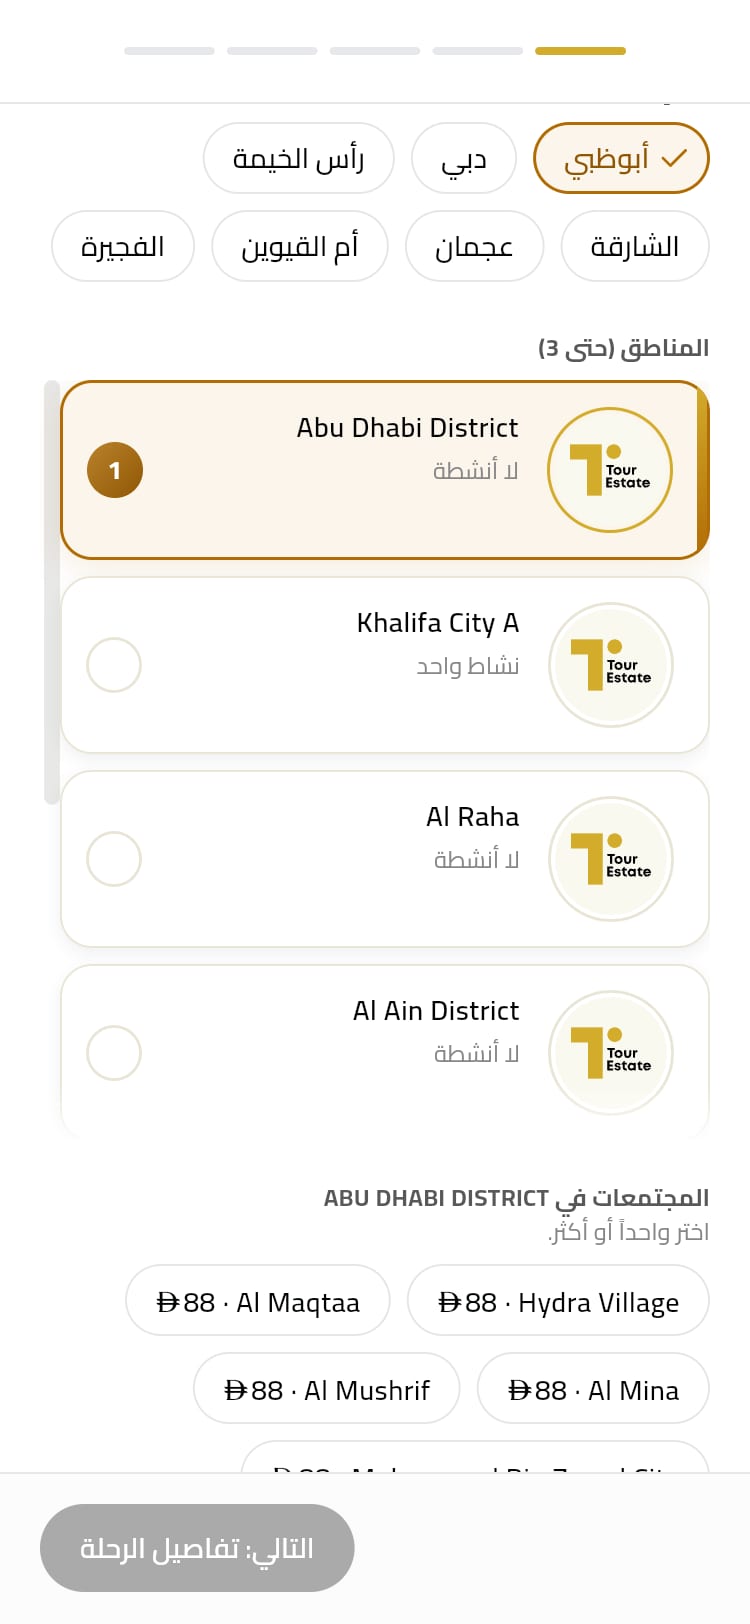 أبوظبي
دبي
رأس الخيمة
الشارقة
عجمان
أم القيوين
الفجيرة
المناطق (حتى 3)
Tour
Estate
Abu Dhabi District
لا أنشطة
1
Tour
Estate
Khalifa City A
نشاط واحد
Tour
Estate
Al Raha
لا أنشطة
Tour
Estate
Al Ain District
لا أنشطة
المجتمعات في ABU DHABI DISTRICT
اختر واحداً أو أكثر.
Hydra Village · 88
Al Maqtaa · 88
Al Mina · 88
Al Mushrif · 88
التالي: تفاصيل الرحلة